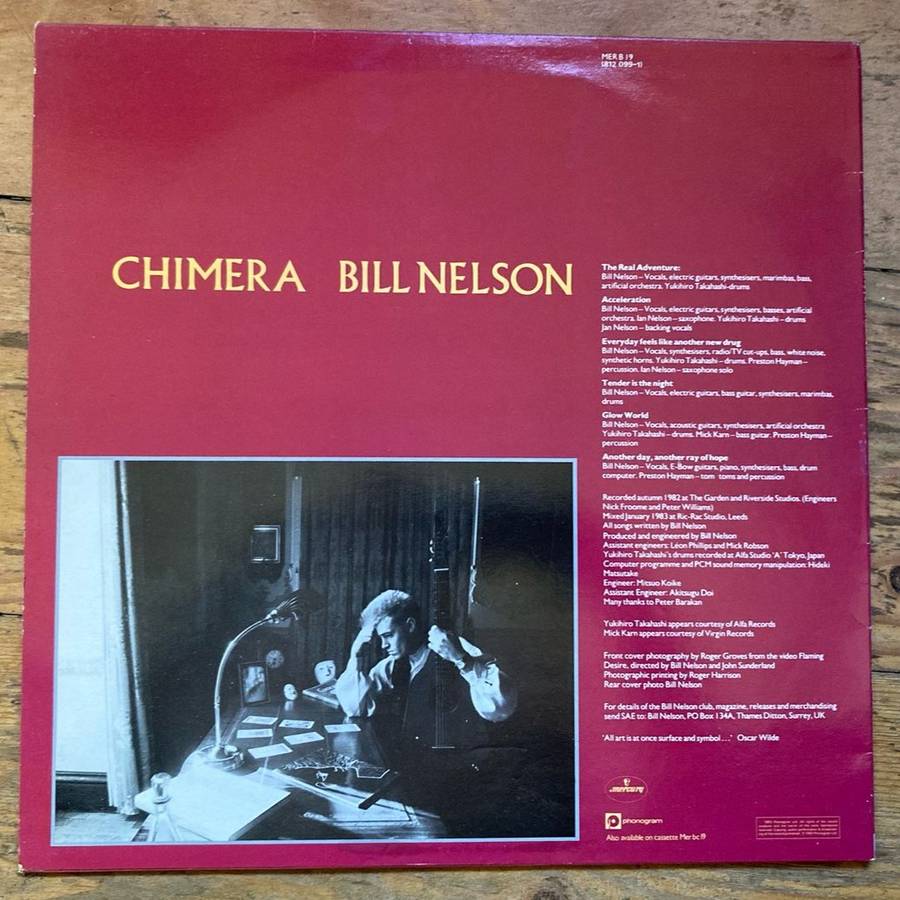 MER B 19
(812 099-1)
CHIMERA BILL NELSON
The Real Adventure:
Bill Nelson – Vocals, electric guitars, synthesisers, marimbas, bass,
artificial orchestra. Yukihiro Takahashi-drums
Acceleration
Bill Nelson – Vocals, electric guitars, synthesisers, basses, artificial
orchestra. Ian Nelson – saxophone. Yukihiro Takahashi – drums
Jan Nelson – backing vocals
Everyday feels like another new drug
Bill Nelson – Vocals, synthesisers, radio/TV cut-ups, bass, white noise,
synthetic horns. Yukihiro Takahashi – drums. Preston Hayman –
percussion. Ian Nelson – saxophone solo
Tender is the night
Bill Nelson – Vocals, electric guitars, bass guitar, synthesisers, marimbas,
drums
Glow World
Bill Nelson – Vocals, acoustic guitars, synthesisers, artificial orchestra
Yukihiro Takahashi – drums. Mick Karn – bass guitar. Preston Hayman –
percussion
Another day, another ray of hope
Bill Nelson – Vocals, E-Bow guitars, piano, synthesisers, bass, drum
computer. Preston Hayman – tom toms and percussion
Recorded autumn 1982 at The Garden and Riverside Studios. (Engineers
Nick Froome and Peter Williams)
Mixed January 1983 at Ric-Rac Studio, Leeds
All songs written by Bill Nelson
Produced and engineered by Bill Nelson
Assistant engineers: Léon Phillips and Mick Robson
Yukihiro Takahashi's drums recorded at Alfa Studio 'A' Tokyo, Japan
Computer programme and PCM sound memory manipulation: Hideki
Matsutake
Engineer: Mitsuo Koike
Assistant Engineer: Akitsugu Doi
Many thanks to Peter Barakan
Yukihiro Takahashi appears courtesy of Alfa Records
Mick Karn appears courtesy of Virgin Records
Front cover photography by Roger Groves from the video Flaming
Desire, directed by Bill Nelson and John Sunderland
Photographic printing by Roger Harrison
Rear cover photo Bill Nelson
For details of the Bill Nelson club, magazine, releases and merchandising
send SAE to: Bill Nelson, PO Box 134A, Thames Ditton, Surrey, UK
'All art is at once surface and symbol . . .' Oscar Wilde
mercury
phonogram
Also available on cassette Mer bc 19